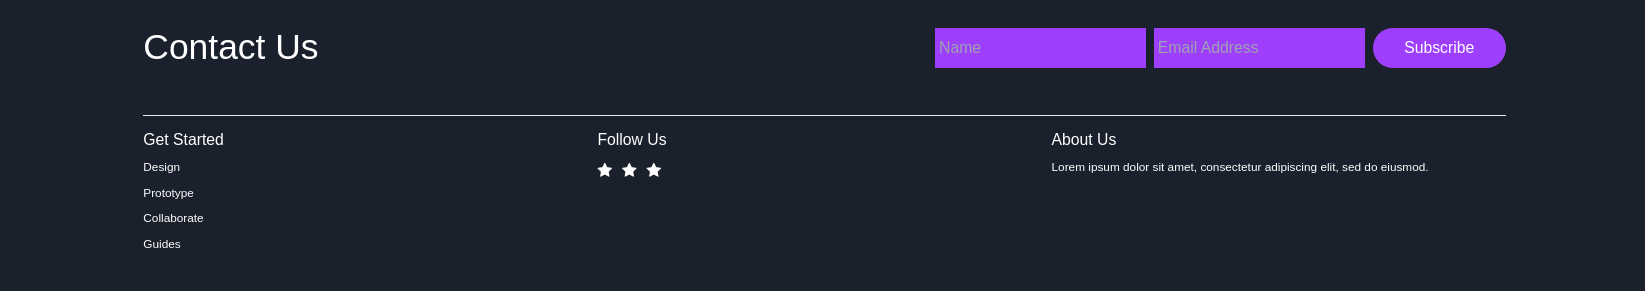 Contact Us
Name
Email Address
Subscribe
Get Started
Design
Prototype
Collaborate
Guides
Follow Us
About Us
Lorem ipsum dolor sit amet, consectetur adipiscing elit, sed do eiusmod.